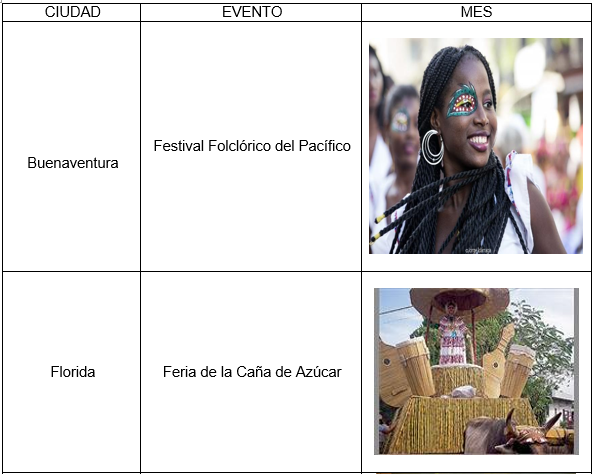 CIUDAD EVENTO MES
Buenaventura Festival Folclórico del Pacífico
Florida Feria de la Caña de Azúcar